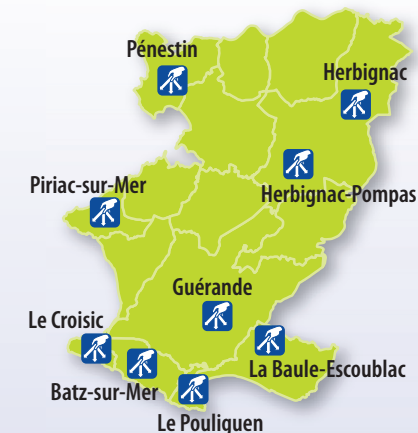 Pénestin
Herbignac
Piriac-sur-Mer
Herbignac-Pompas
Guérande
Le Croisic
La Baule-Escoublac
Batz-sur-Mer
Le Pouliguen